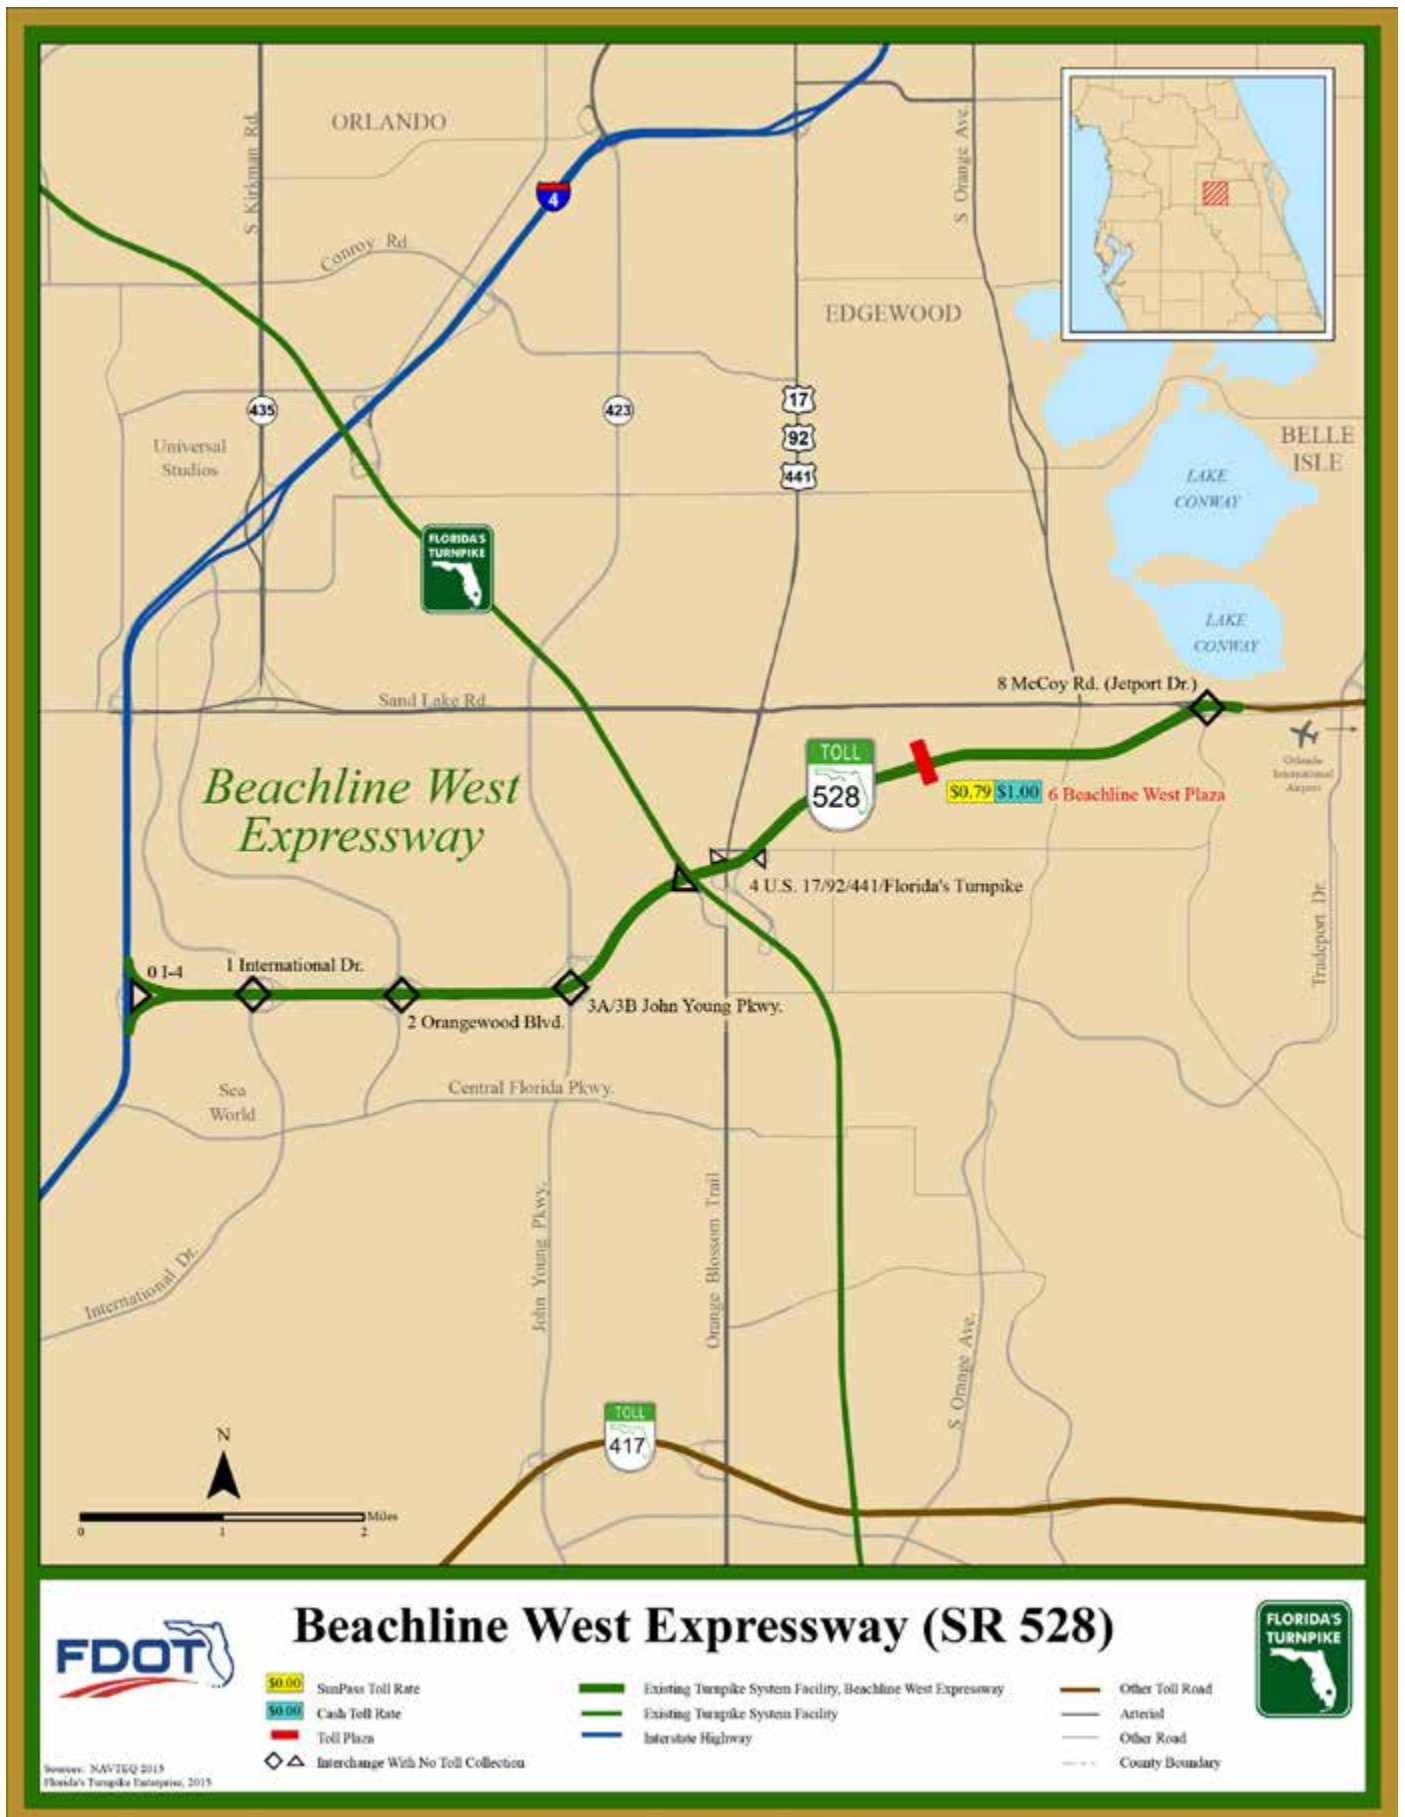 ORLANDO
S Kirkman Rd.
S Orange Ave.
4
Conroy Rd
EDGEWOOD
435
423
17
92
441
Universal
Studios
BELLE
ISLE
LAKE
CONWAY
FLORIDA'S
TURNPIKE
LAKE
CONWAY
8 McCoy Rd. (Jetport Dr.)
Sand Lake Rd.
TOLL
528
Orlando
International
Airport
Beachline West
Expressway
$0.79 $1.00 6 Beachline West Plaza
4 U.S. 17/92/441/Florida's Turnpike
Tradeport Dr.
0 I-4
1 International Dr.
3A/3B John Young Pkwy.
2 Orangewood Blvd.
Sea
World
Central Florida Pkwy.
John Young Pkwy.
Orange Blossom Trail
International Dr.
S Orange Ave.
TOLL
417
N
Miles
0 1 2
Beachline West Expressway (SR 528)
FDOT
FLORIDA'S
TURNPIKE
$0.00 SunPass Toll Rate
$0.00 Cash Toll Rate
Toll Plaza
Interchange With No Toll Collection
Existing Turnpike System Facility, Beachline West Expressway
Existing Turnpike System Facility
Interstate Highway
Other Toll Road
Arterial
Other Road
County Boundary
Sources: NAVTEQ 2015
Florida's Turnpike Enterprise, 2015